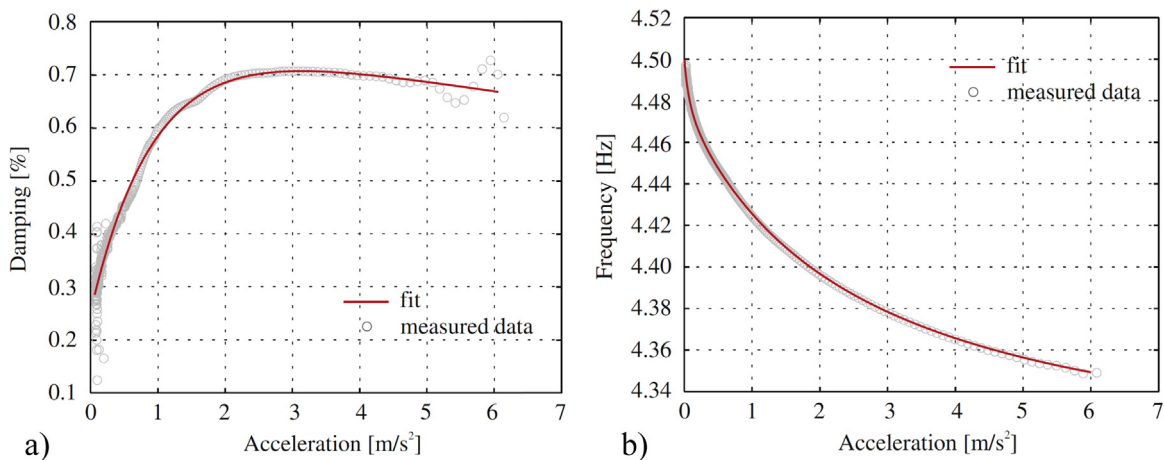 0.8
0.7
0.6
0.5
0.4
0.3
0.2
0.1
Damping [%]
fit
measured data
0 1 2 3 4 5 6 7
Acceleration [m/s²]
a)
4.52
4.50
4.48
4.46
4.44
4.42
4.40
4.38
4.36
4.34
Frequency [Hz]
fit
measured data
0 1 2 3 4 5 6 7
Acceleration [m/s²]
b)